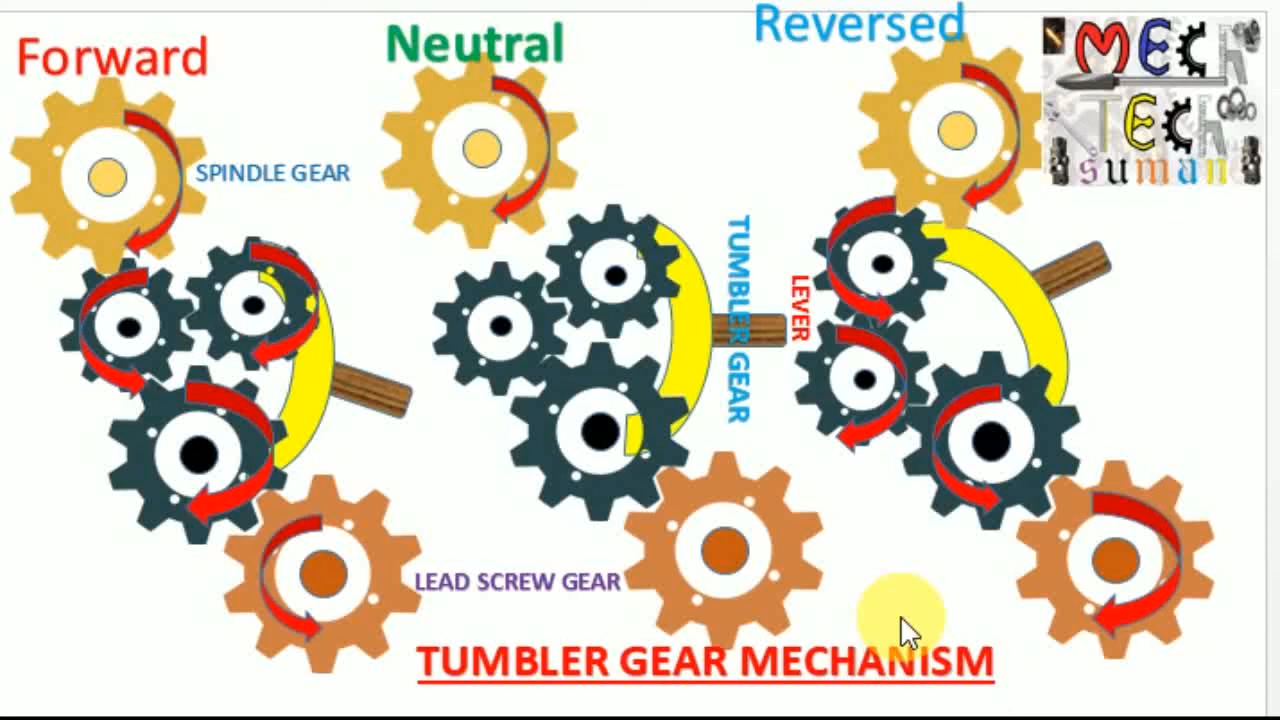 Forward
Neutral
Reversed
MECH
TECH
suman
SPINDLE GEAR
TUMBLER GEAR
LEVER
LEAD SCREW GEAR
TUMBLER GEAR MECHANISM